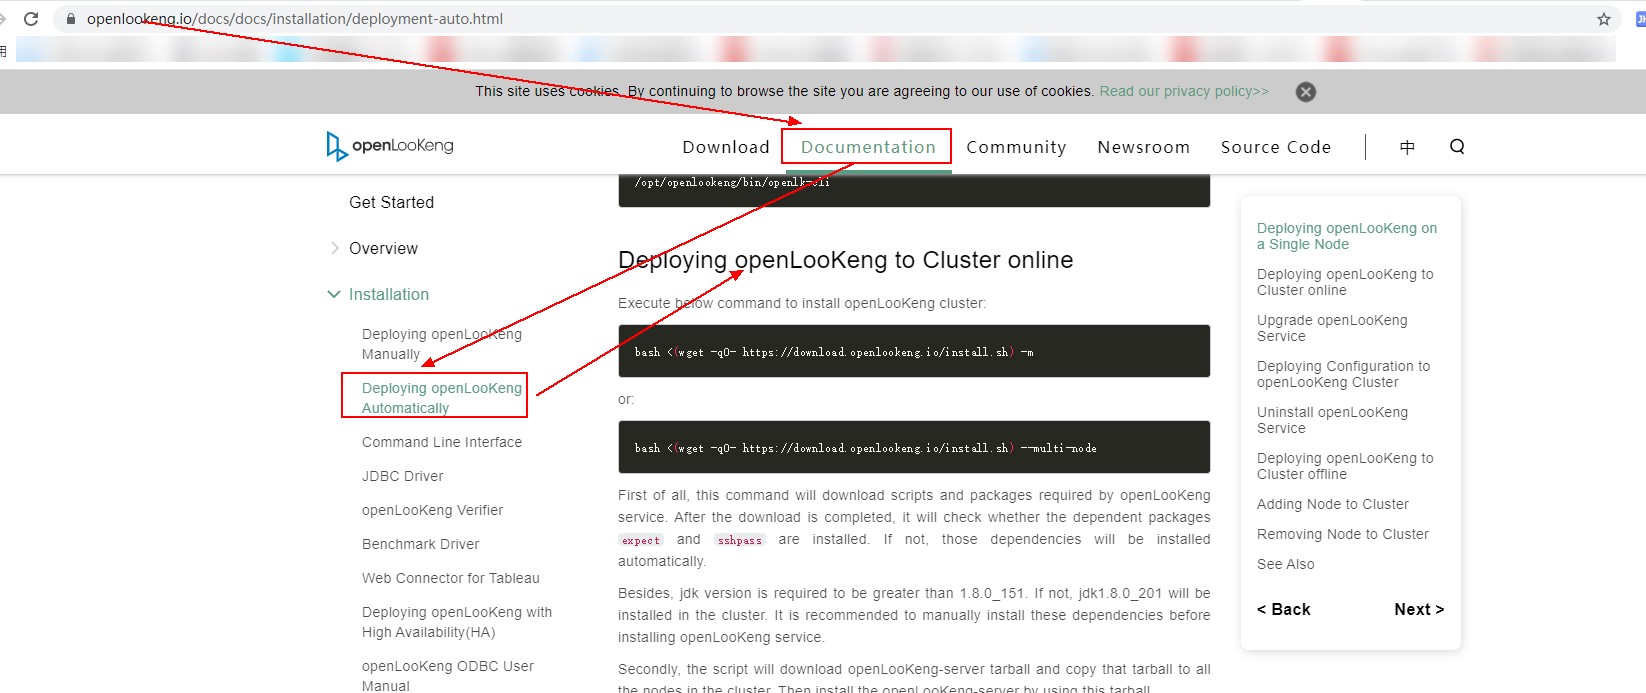 openlookeng.io/docs/docs/installation/deployment-auto.html
用
This site uses cookies. By continuing to browse the site you are agreeing to our use of cookies. Read our privacy policy>>
openLooKeng
Download Documentation Community Newsroom Source Code 中
Get Started
Overview
Installation
Deploying openLooKeng
Manually
Deploying openLooKeng
Automatically
Command Line Interface
JDBC Driver
openLooKeng Verifier
Benchmark Driver
Web Connector for Tableau
Deploying openLooKeng with
High Availability(HA)
openLooKeng ODBC User
Manual
/opt/openlookeng/bin/openlk-cli
Deploying openLooKeng to Cluster online
Execute below command to install openLooKeng cluster:
bash <(wget -qO- https://download.openlookeng.io/install.sh) -m
or:
bash <(wget -qO- https://download.openlookeng.io/install.sh) --multi-node
First of all, this command will download scripts and packages required by openLooKeng
service. After the download is completed, it will check whether the dependent packages
expect and sshpass are installed. If not, those dependencies will be installed
automatically.
Besides, jdk version is required to be greater than 1.8.0_151. If not, jdk1.8.0_201 will be
installed in the cluster. It is recommended to manually install these dependencies before
installing openLooKeng service.
Secondly, the script will download openLooKeng-server tarball and copy that tarball to all
the nodes in the cluster. Then install the openLooKeng-server by using this tarball.
Deploying openLooKeng on
a Single Node
Deploying openLooKeng to
Cluster online
Upgrade openLooKeng
Service
Deploying Configuration to
openLooKeng Cluster
Uninstall openLooKeng
Service
Deploying openLooKeng to
Cluster offline
Adding Node to Cluster
Removing Node to Cluster
See Also
< Back Next >